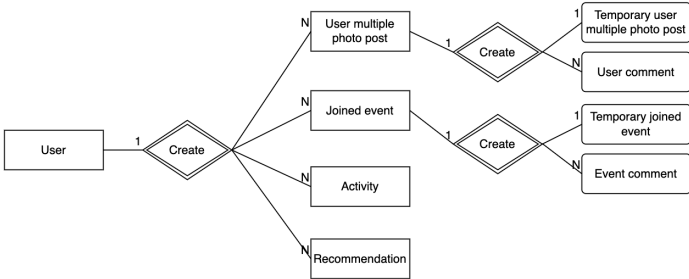 User
1
Create
N
User multiple
photo post
1
Create
1
Temporary user
multiple photo post
N
User comment
N
Joined event
1
Create
1
Temporary joined
event
N
Event comment
N
Activity
N
Recommendation